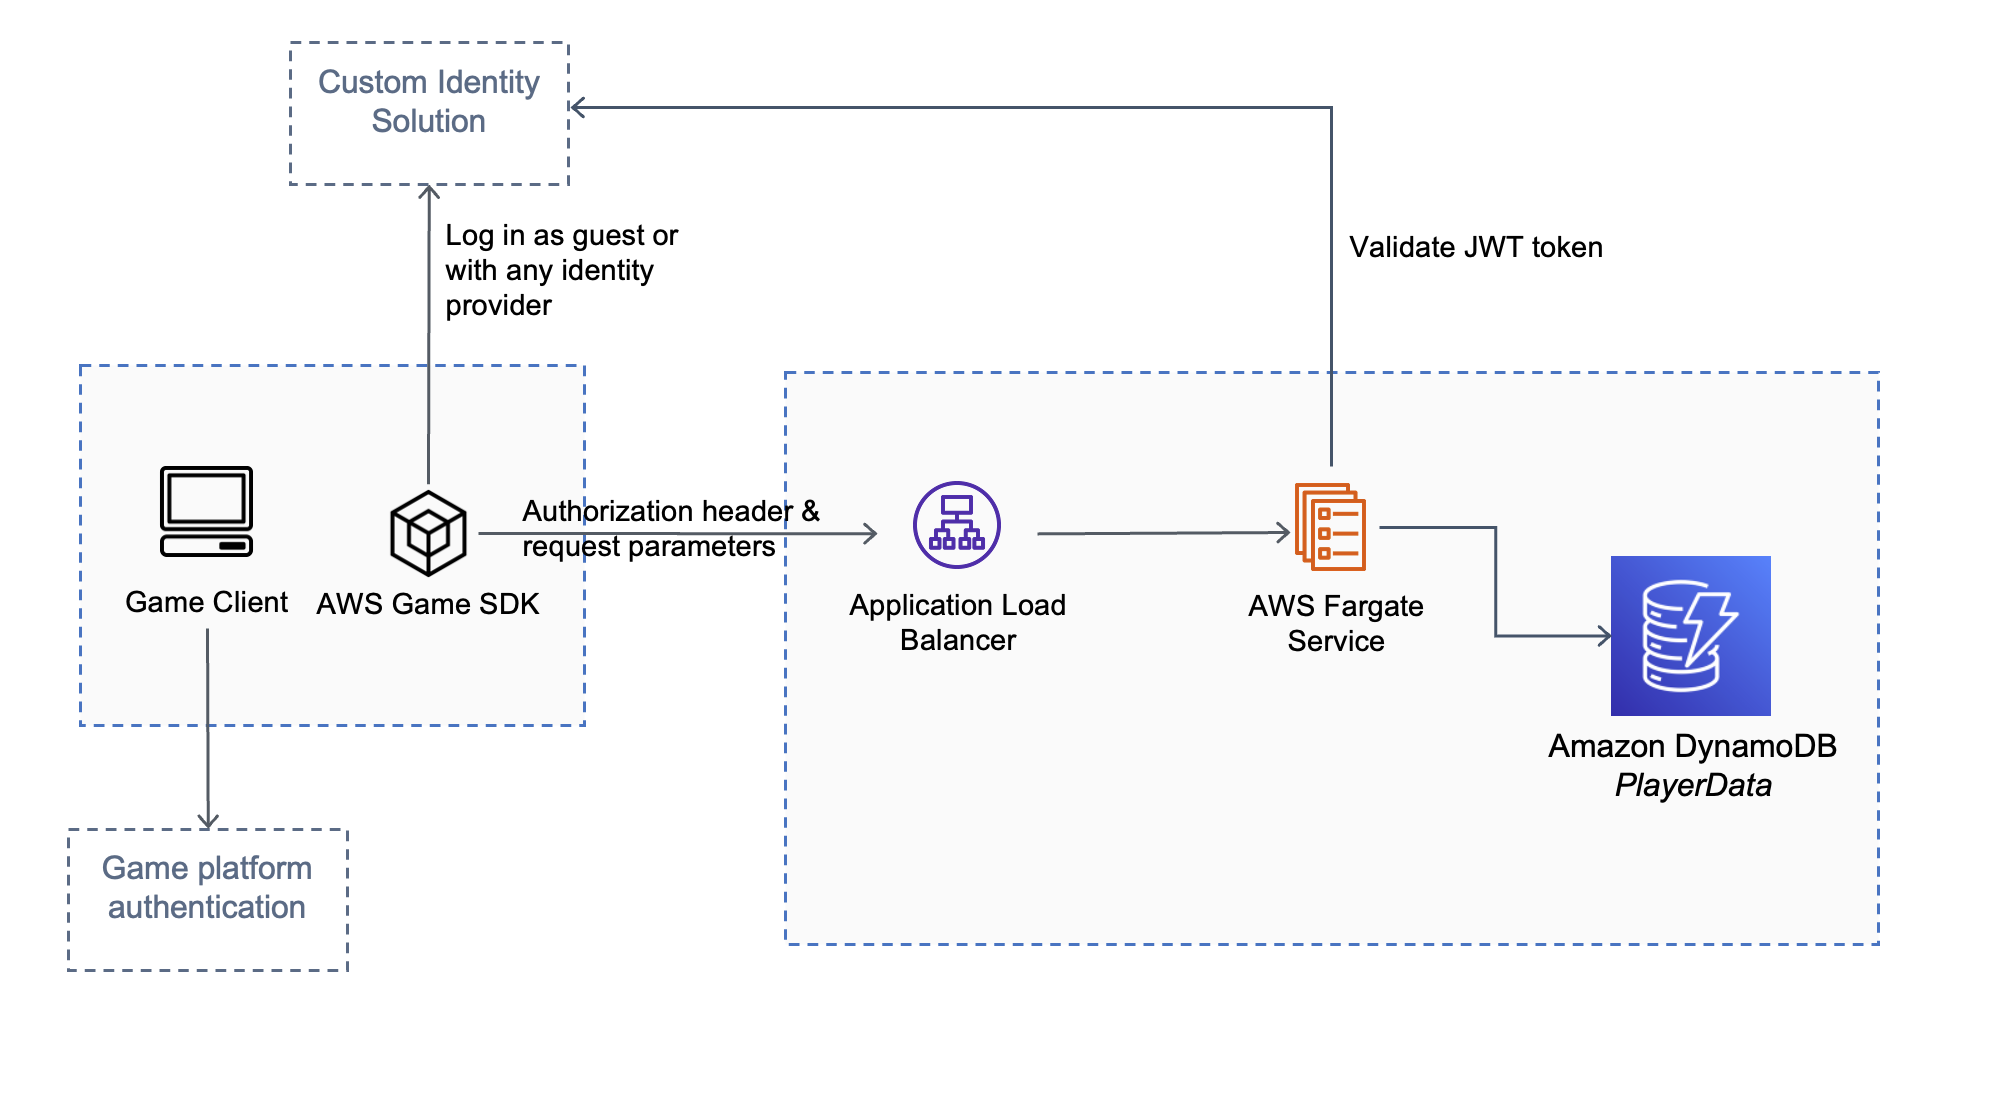 Custom Identity
Solution
Log in as guest or
with any identity
provider
Validate JWT token
Authorization header &
request parameters
Game Client
AWS Game SDK
Application Load
Balancer
AWS Fargate
Service
Amazon DynamoDB
PlayerData
Game platform
authentication